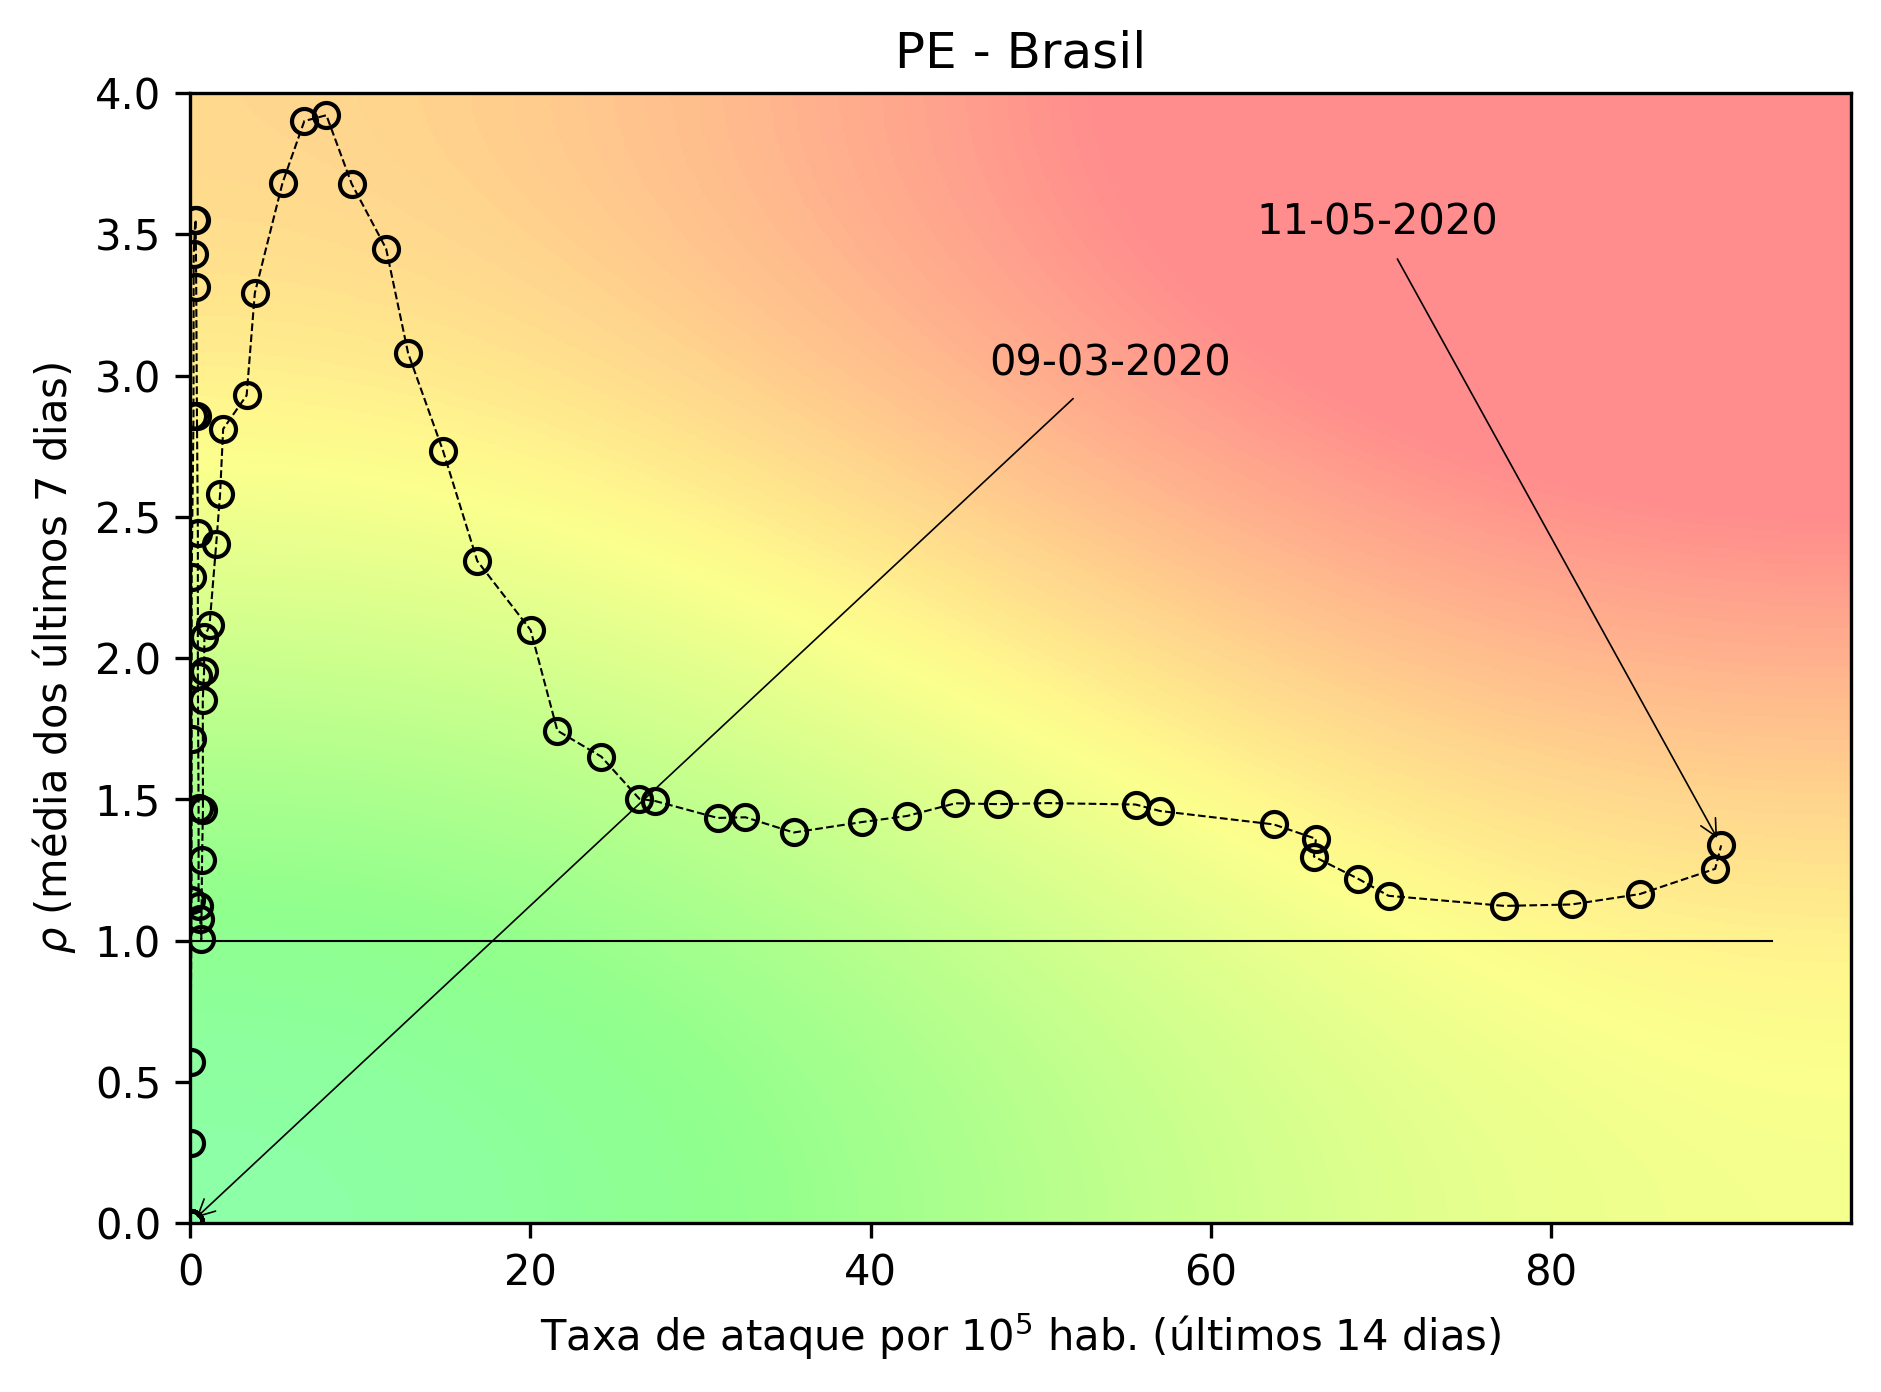 PE - Brasil
4.0
3.5
3.0
2.5
2.0
1.5
1.0
0.5
0.0
ρ (média dos últimos 7 dias)
11-05-2020
09-03-2020
0 20 40 60 80
Taxa de ataque por 10⁵ hab. (últimos 14 dias)